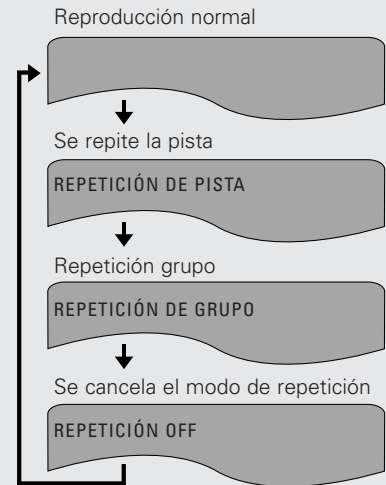 Reproducción normal
Se repite la pista
REPETICIÓN DE PISTA
Repetición grupo
REPETICIÓN DE GRUPO
Se cancela el modo de repetición
REPETICIÓN OFF